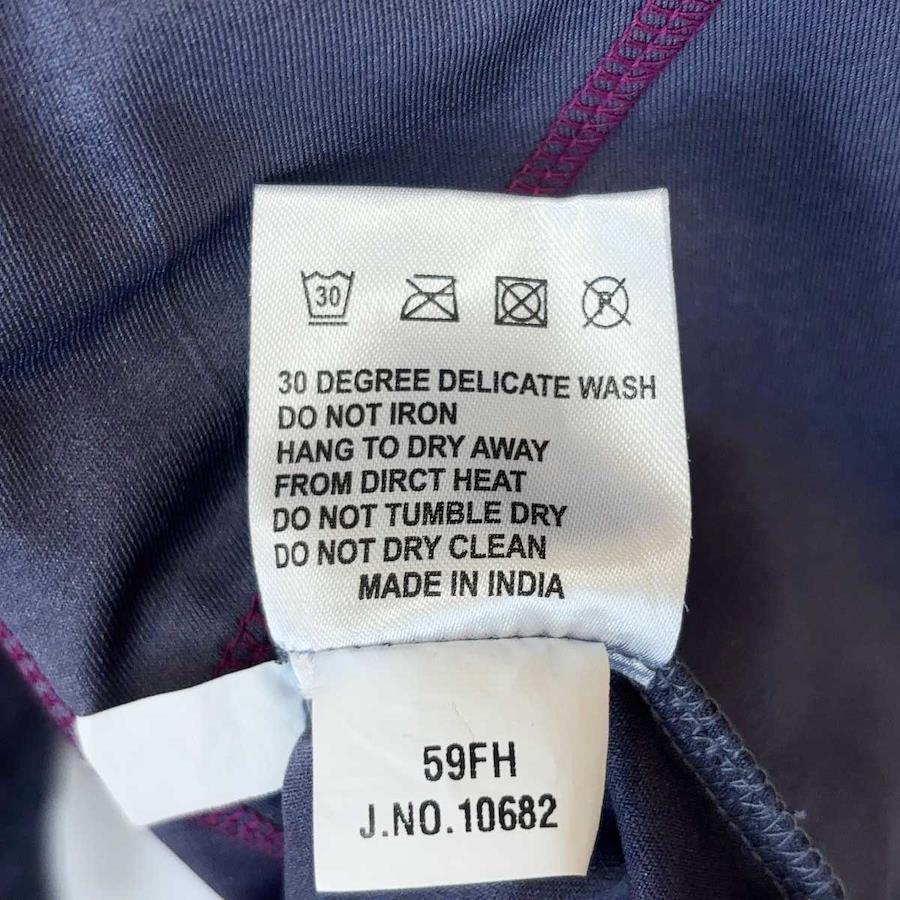 30
P
30 DEGREE DELICATE WASH
DO NOT IRON
HANG TO DRY AWAY
FROM DIRCT HEAT
DO NOT TUMBLE DRY
DO NOT DRY CLEAN
MADE IN INDIA
59FH
J.NO.10682